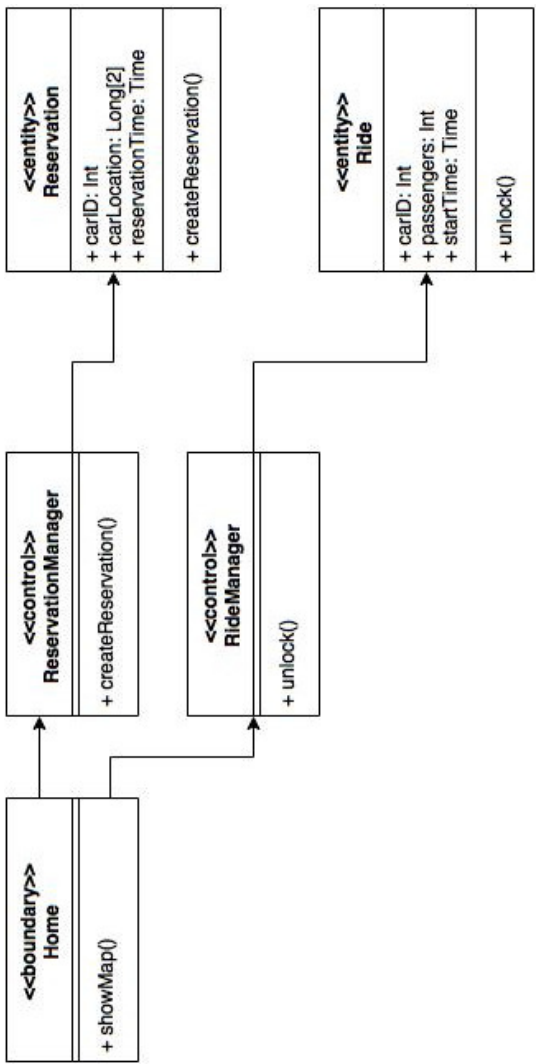 <<boundary>>
Home
+ showMap()
<<control>>
ReservationManager
+ createReservation()
<<control>>
RideManager
+ unlock()
<<entity>>
Reservation
+ carID: Int
+ carLocation: Long[2]
+ reservationTime: Time
+ createReservation()
<<entity>>
Ride
+ carID: Int
+ passengers: Int
+ startTime: Time
+ unlock()